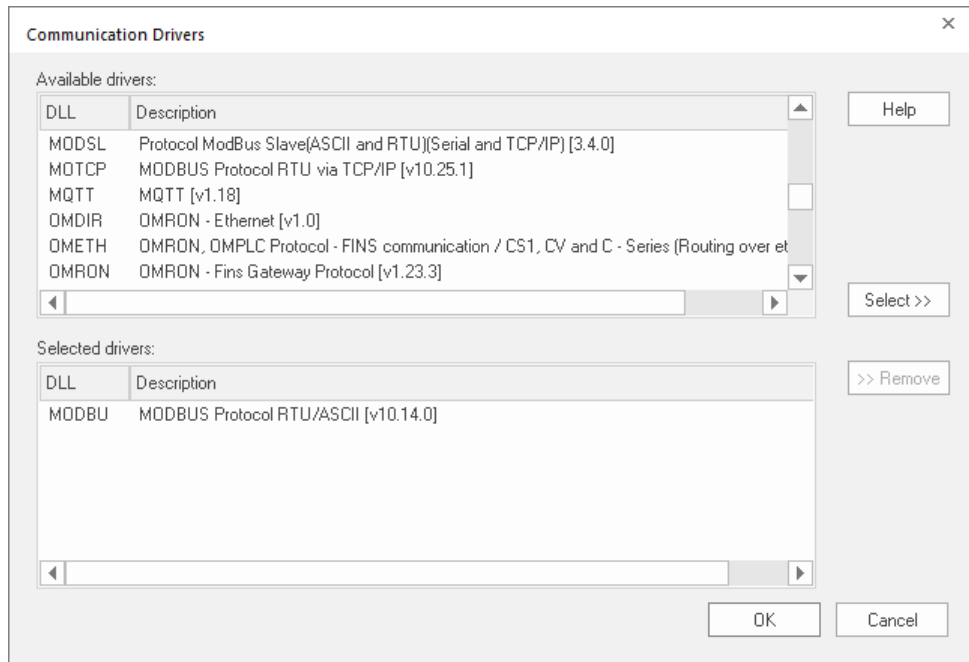 Communication Drivers
Available drivers:
DLL Description
Help
MODSL Protocol ModBus Slave(ASCII and RTU)(Serial and TCP/IP) [3.4.0]
MOTCP MODBUS Protocol RTU via TCP/IP [v10.25.1]
MQTT MQTT [v1.18]
OMDIR OMRON - Ethernet [v1.0]
OMETH OMRON, OMPLC Protocol - FINS communication / CS1, CV and C - Series (Routing over et
OMRON OMRON - Fins Gateway Protocol [v1.23.3]
Select >>
Selected drivers:
DLL Description
>> Remove
MODBU MODBUS Protocol RTU/ASCII [v10.14.0]
OK Cancel